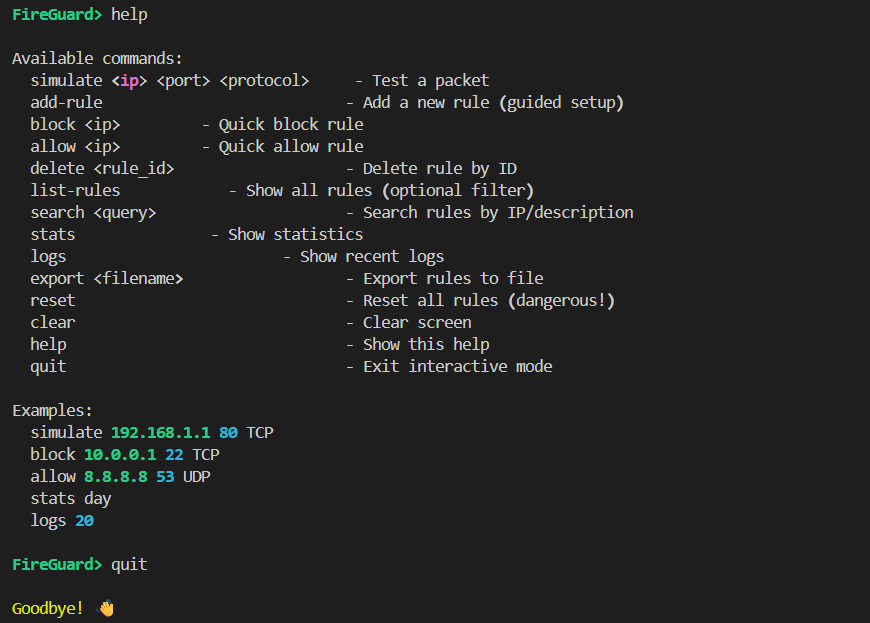 FireGuard> help
Available commands:
simulate <ip> <port> <protocol>     - Test a packet
add-rule                           - Add a new rule (guided setup)
block <ip>         - Quick block rule
allow <ip>         - Quick allow rule
delete <rule_id>                   - Delete rule by ID
list-rules            - Show all rules (optional filter)
search <query>                     - Search rules by IP/description
stats               - Show statistics
logs                        - Show recent logs
export <filename>                  - Export rules to file
reset                              - Reset all rules (dangerous!)
clear                              - Clear screen
help                               - Show this help
quit                               - Exit interactive mode
Examples:
simulate 192.168.1.1 80 TCP
block 10.0.0.1 22 TCP
allow 8.8.8.8 53 UDP
stats day
logs 20
FireGuard> quit
Goodbye! 👋